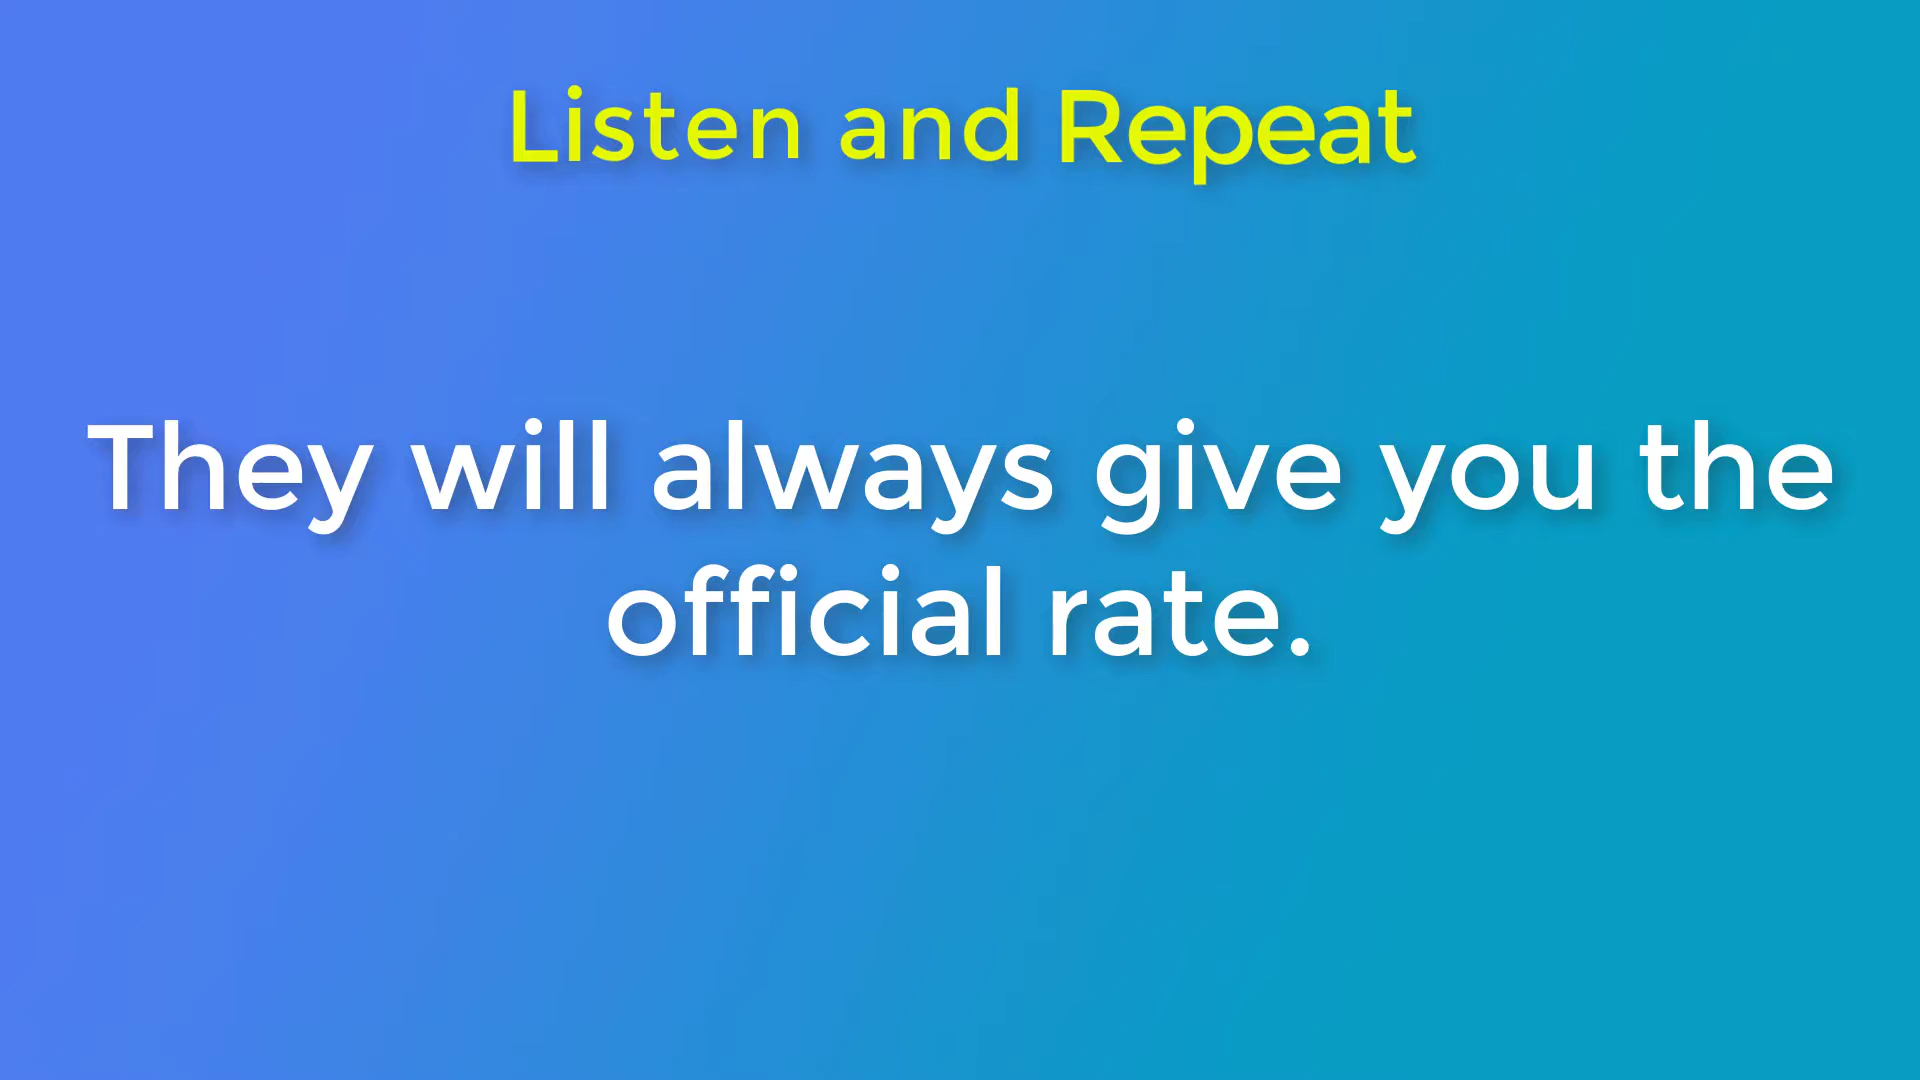 Listen and Repeat
They will always give you the
official rate.